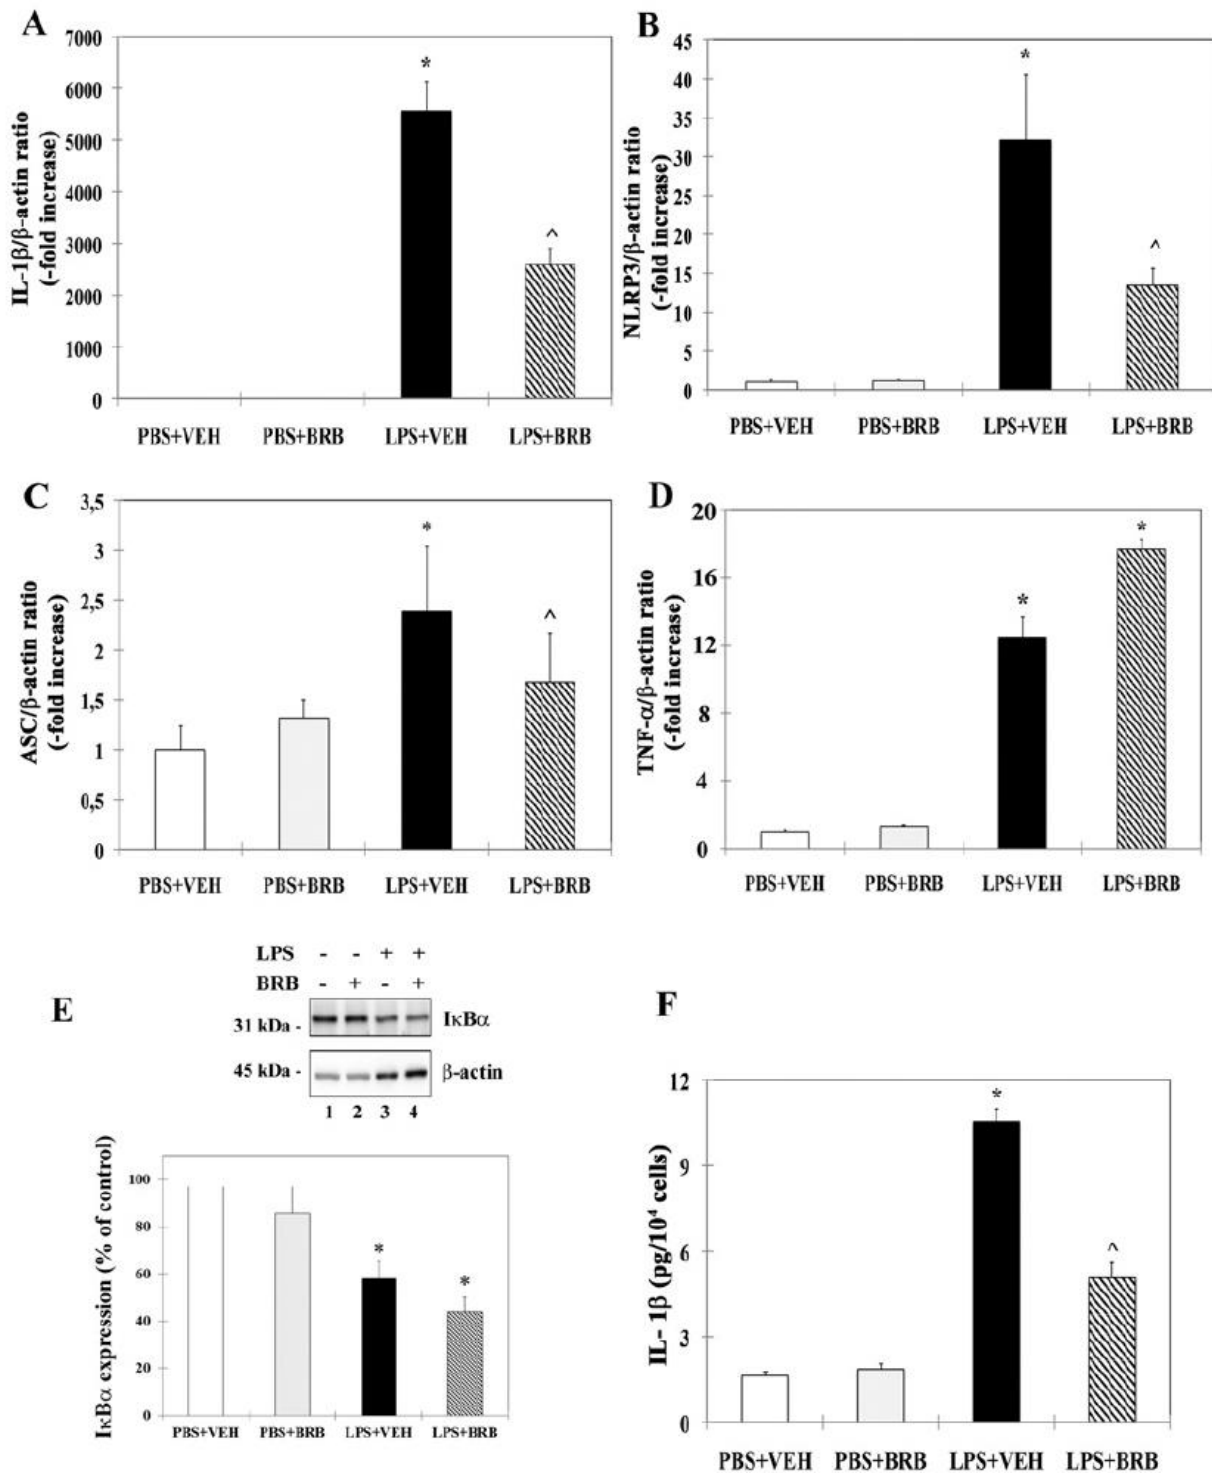 A
7000
6000
5000
4000
3000
2000
1000
0
IL-1β/β-actin ratio
(-fold increase)
*
^
PBS+VEH PBS+BRB LPS+VEH LPS+BRB
B
45
40
35
30
25
20
15
10
5
0
NLRP3/β-actin ratio
(-fold increase)
*
^
PBS+VEH PBS+BRB LPS+VEH LPS+BRB
C
3,5
3
2,5
2
1,5
1
0,5
0
ASC/β-actin ratio
(-fold increase)
*
^
PBS+VEH PBS+BRB LPS+VEH LPS+BRB
D
20
16
12
8
4
0
TNF-α/β-actin ratio
(-fold increase)
*
*
PBS+VEH PBS+BRB LPS+VEH LPS+BRB
E
LPS - - + +
BRB - + - +
31 kDa - IκBα
45 kDa - β-actin
1 2 3 4
100
80
60
40
20
0
IκBα expression (% of control)
*
*
PBS+VEH PBS+BRB LPS+VEH LPS+BRB
F
12
9
6
3
0
IL- 1β (pg/10⁴ cells)
*
^
PBS+VEH PBS+BRB LPS+VEH LPS+BRB